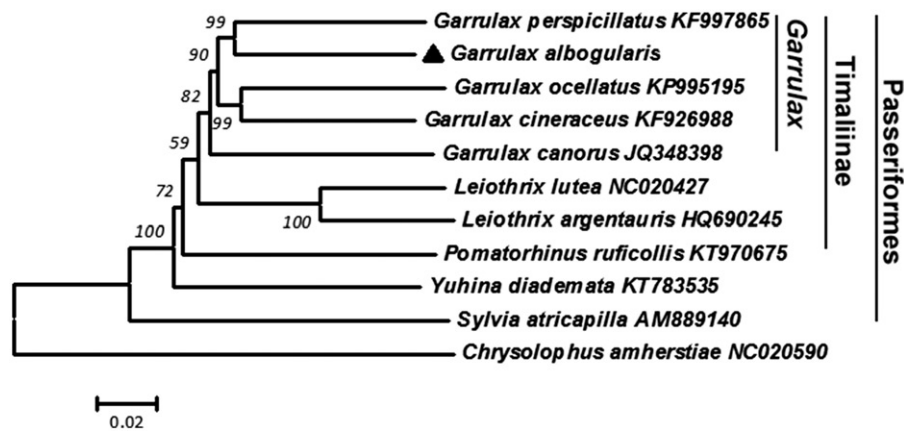 99
Garrulax perspicillatus KF997865
90
Garrulax albogularis
82
Garrulax ocellatus KP995195
99
Garrulax cineraceus KF926988
59
Garrulax canorus JQ348398
72
Leiothrix lutea NC020427
100
Leiothrix argentauris HQ690245
100
Pomatorhinus ruficollis KT970675
Yuhina diademata KT783535
Sylvia atricapilla AM889140
Chrysolophus amherstiae NC020590
Garrulax
Timaliinae
Passeriformes
0.02